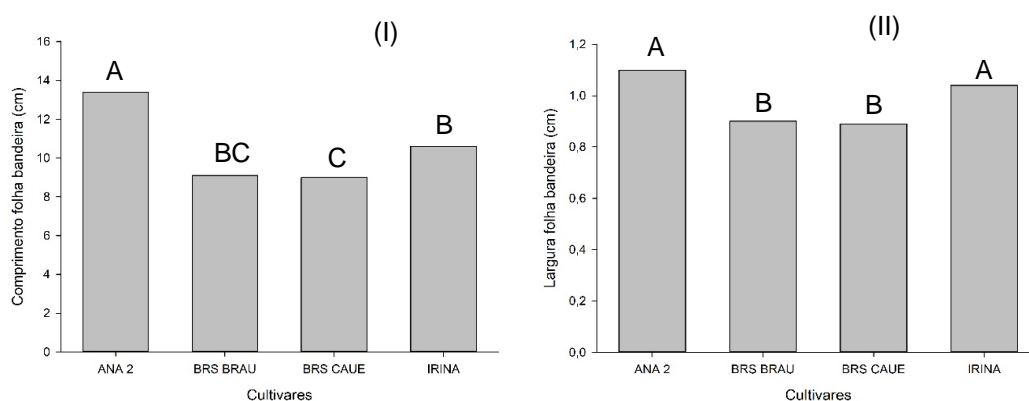 (I)
Comprimento folha bandeira (cm)
16
14
12
10
8
6
4
2
0
A
BC
C
B
ANA 2
BRS BRAU
BRS CAUE
IRINA
Cultivares
(II)
Largura folha bandeira (cm)
1,2
1,0
0,8
0,6
0,4
0,2
0,0
A
B
B
A
ANA 2
BRS BRAU
BRS CAUE
IRINA
Cultivares